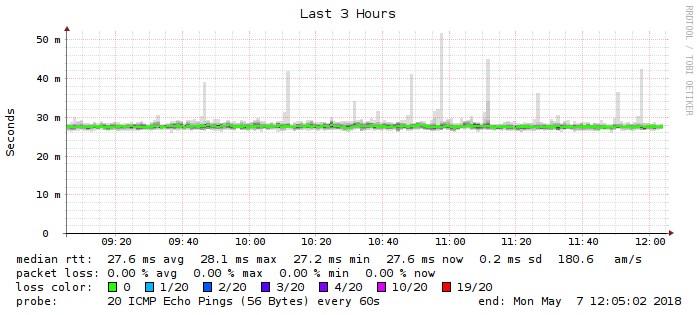 Last 3 Hours
RRDTOOL / TOBI OETIKER
Seconds
50 m
40 m
30 m
20 m
10 m
0
09:20 09:40 10:00 10:20 10:40 11:00 11:20 11:40 12:00
median rtt: 27.6 ms avg 28.1 ms max 27.2 ms min 27.6 ms now 0.2 ms sd 180.6 am/s
packet loss: 0.00 % avg 0.00 % max 0.00 % min 0.00 % now
loss color: 0 1/20 2/20 3/20 4/20 10/20 19/20
probe: 20 ICMP Echo Pings (56 Bytes) every 60s end: Mon May 7 12:05:02 2018